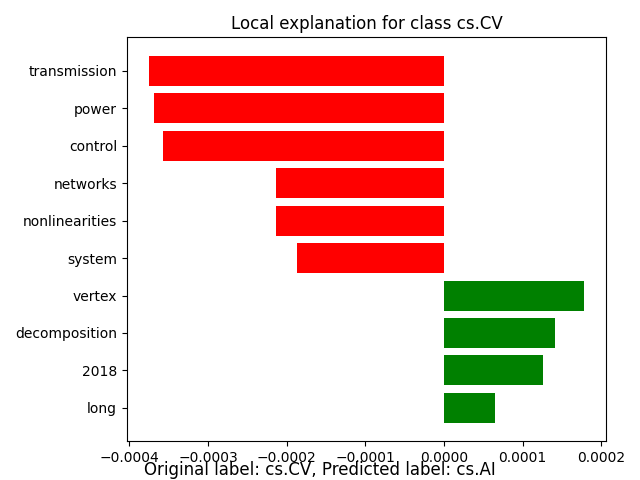 Local explanation for class cs.CV
transmission
power
control
networks
nonlinearities
system
vertex
decomposition
2018
long
−0.0004 −0.0003 −0.0002 −0.0001 0.0000 0.0001 0.0002
Original label: cs.CV, Predicted label: cs.AI